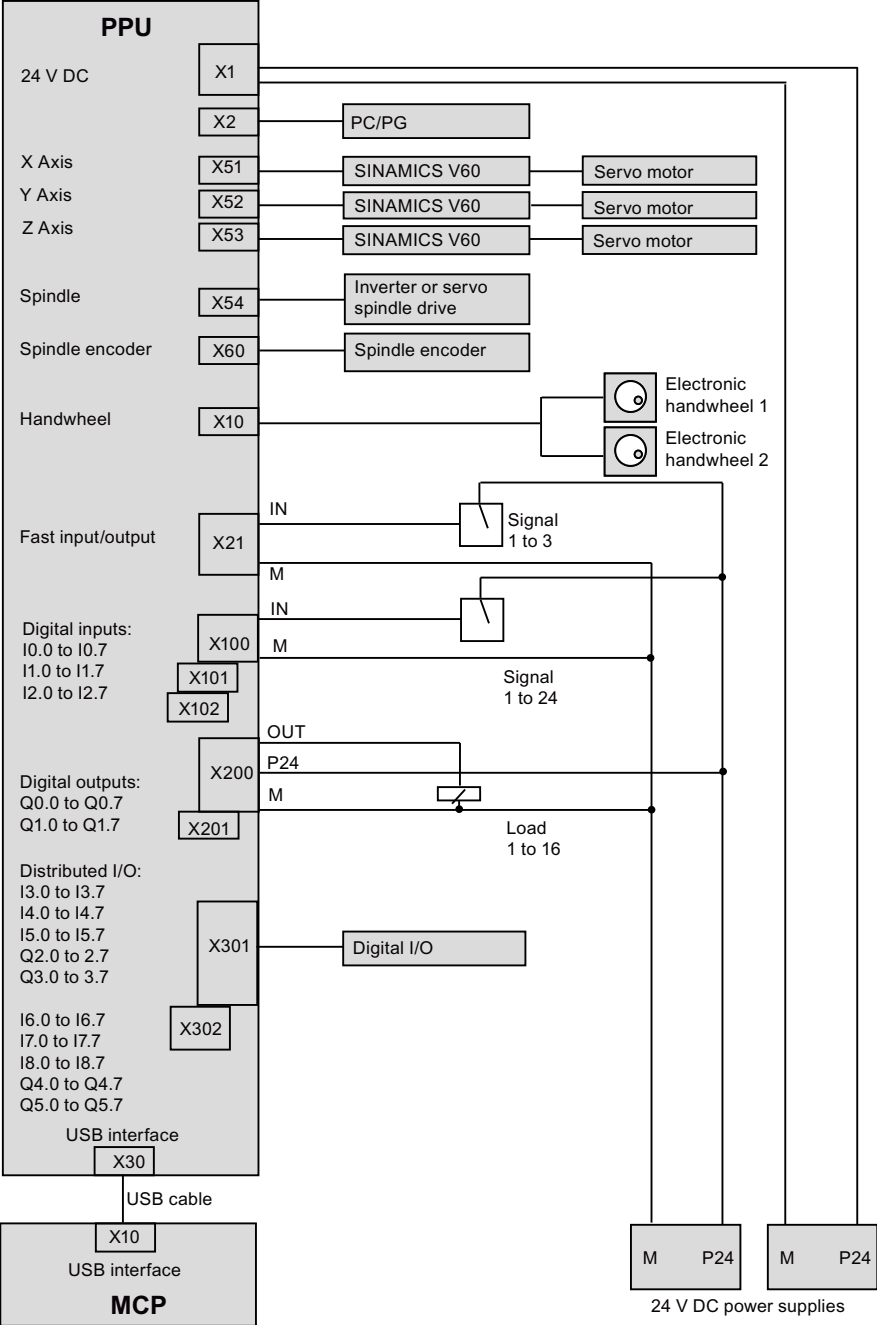 PPU
24 V DC
X1
X2
PC/PG
X Axis
X51
SINAMICS V60
Servo motor
Y Axis
X52
SINAMICS V60
Servo motor
Z Axis
X53
SINAMICS V60
Servo motor
Spindle
X54
Inverter or servo
spindle drive
Spindle encoder
X60
Spindle encoder
Handwheel
X10
Electronic
handwheel 1
Electronic
handwheel 2
Fast input/output
X21
IN
M
Signal
1 to 3
Digital inputs:
I0.0 to I0.7
I1.0 to I1.7
I2.0 to I2.7
X100
X101
X102
IN
M
Signal
1 to 24
Digital outputs:
Q0.0 to Q0.7
Q1.0 to Q1.7
X200
X201
OUT
P24
M
Load
1 to 16
Distributed I/O:
I3.0 to I3.7
I4.0 to I4.7
I5.0 to I5.7
Q2.0 to 2.7
Q3.0 to 3.7
X301
Digital I/O
I6.0 to I6.7
I7.0 to I7.7
I8.0 to I8.7
Q4.0 to Q4.7
Q5.0 to Q5.7
X302
USB interface
X30
USB cable
X10
USB interface
MCP
M P24
M P24
24 V DC power supplies